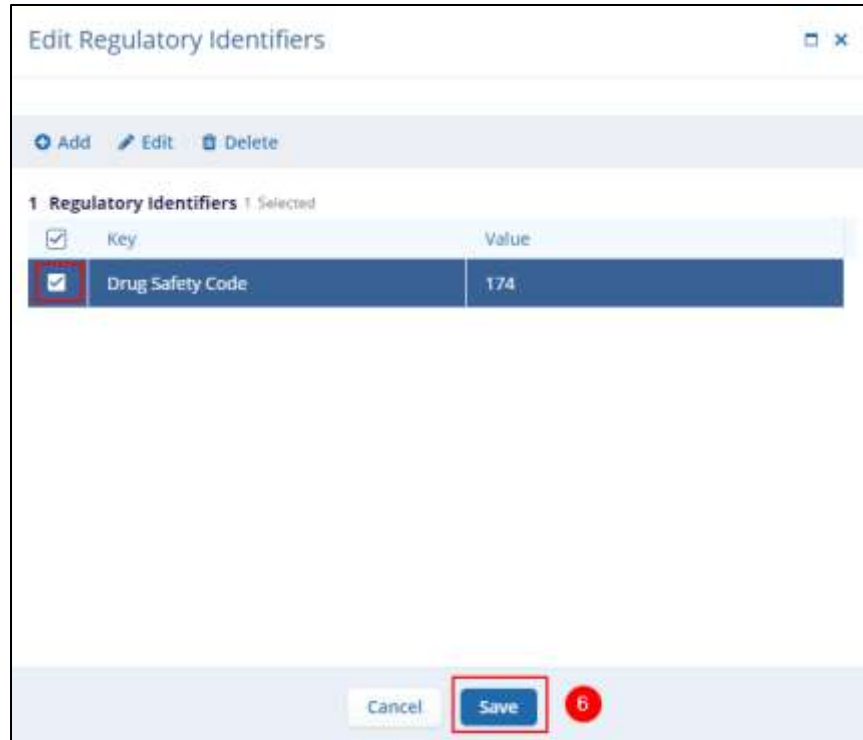 Edit Regulatory Identifiers
Add Edit Delete
1 Regulatory Identifiers 1 Selected
Key Value
Drug Safety Code 174
Cancel Save 6